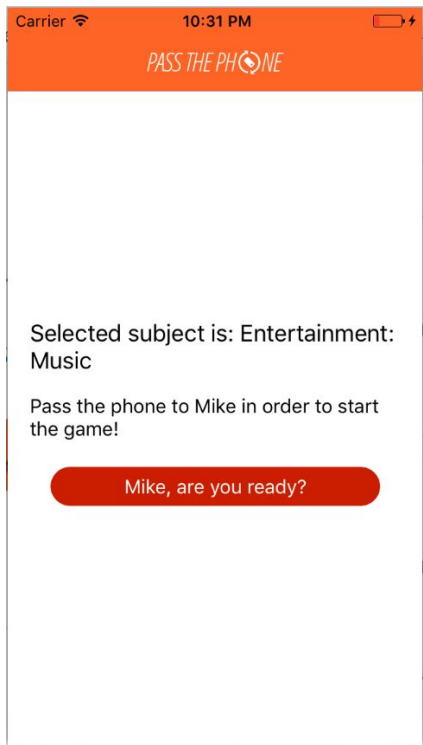 Carrier 10:31 PM
PASS THE PHONE
Selected subject is: Entertainment:
Music
Pass the phone to Mike in order to start
the game!
Mike, are you ready?